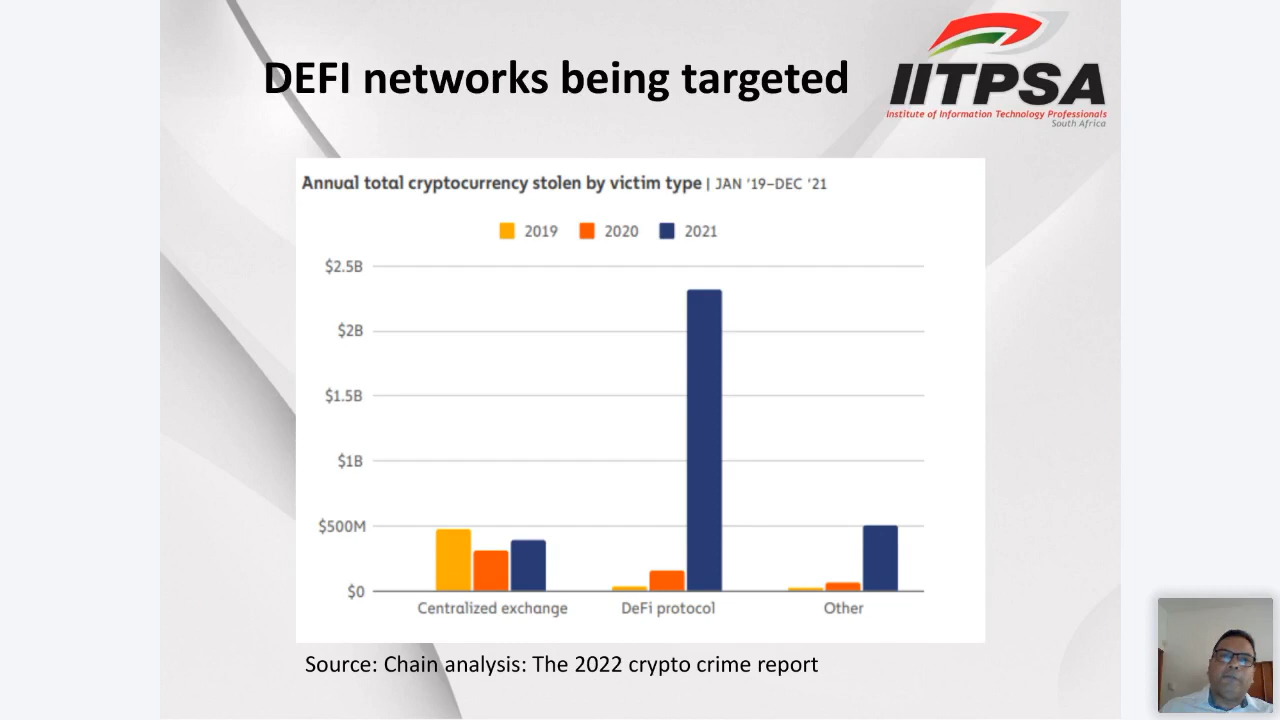 DEFI networks being targeted
IITPSA
Institute of Information Technology Professionals
South Africa
Annual total cryptocurrency stolen by victim type | JAN '19–DEC '21
2019 2020 2021
$2.5B
$2B
$1.5B
$1B
$500M
$0
Centralized exchange DeFi protocol Other
Source: Chain analysis: The 2022 crypto crime report